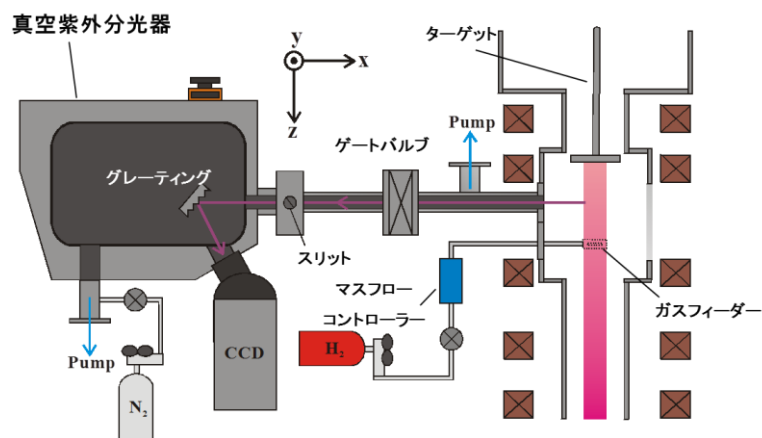 真空紫外分光器
y
x
z
ターゲット
Pump
ゲートバルブ
グレーティング
スリット
マスフロー
コントローラー
ガスフィーダー
Pump
CCD
H2
N2